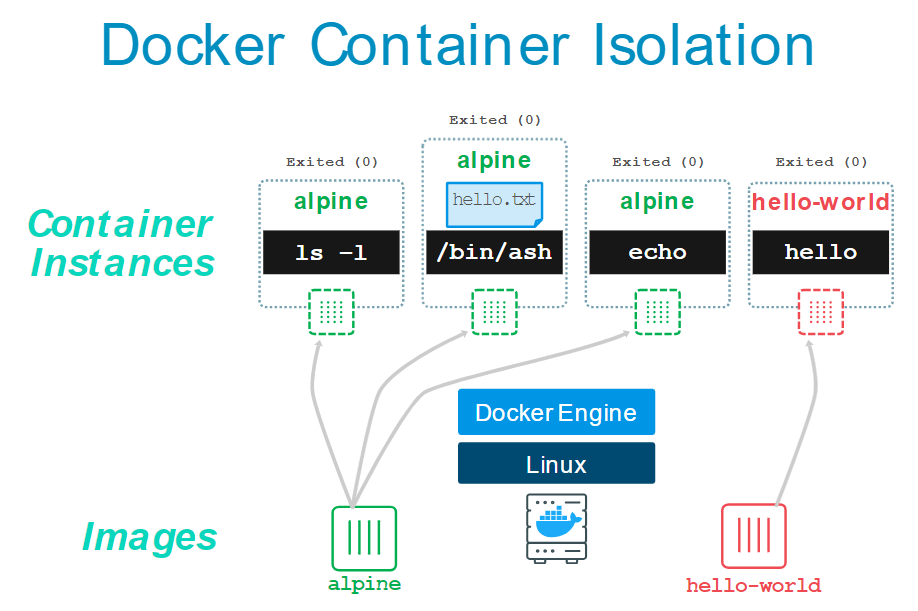 Docker Container Isolation
Exited (0)
Exited (0)
Exited (0)
Exited (0)
alpine
alpine
alpine
hello-world
hello.txt
Container
Instances
ls -l
/bin/ash
echo
hello
Docker Engine
Linux
Images
alpine
hello-world